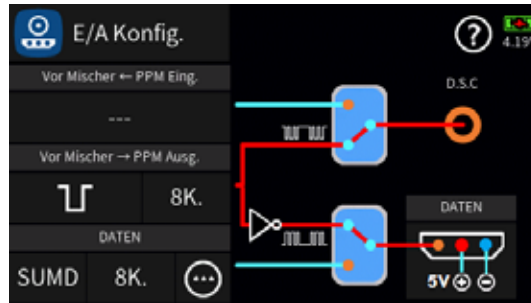 E/A Konfig.
?
4.19
Vor Mischer ← PPM Eing.
---
D.S.C
Vor Mischer → PPM Ausg.
8K.
DATEN
SUMD 8K.
DATEN
5V